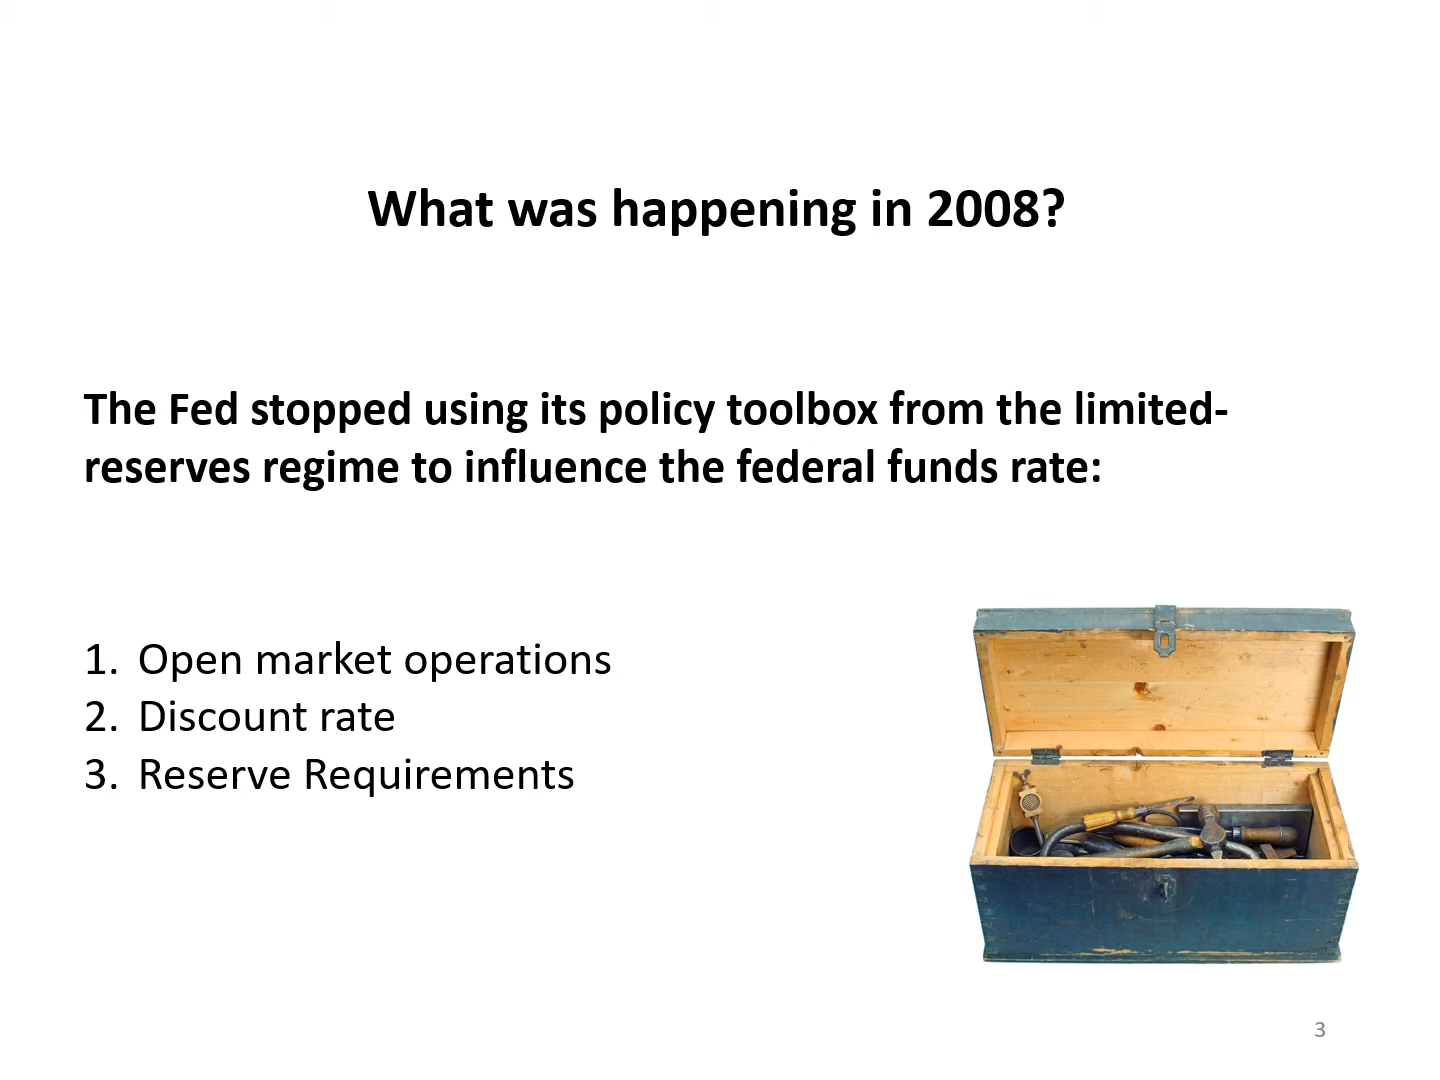 What was happening in 2008?
The Fed stopped using its policy toolbox from the limited-
reserves regime to influence the federal funds rate:
1. Open market operations
2. Discount rate
3. Reserve Requirements
3